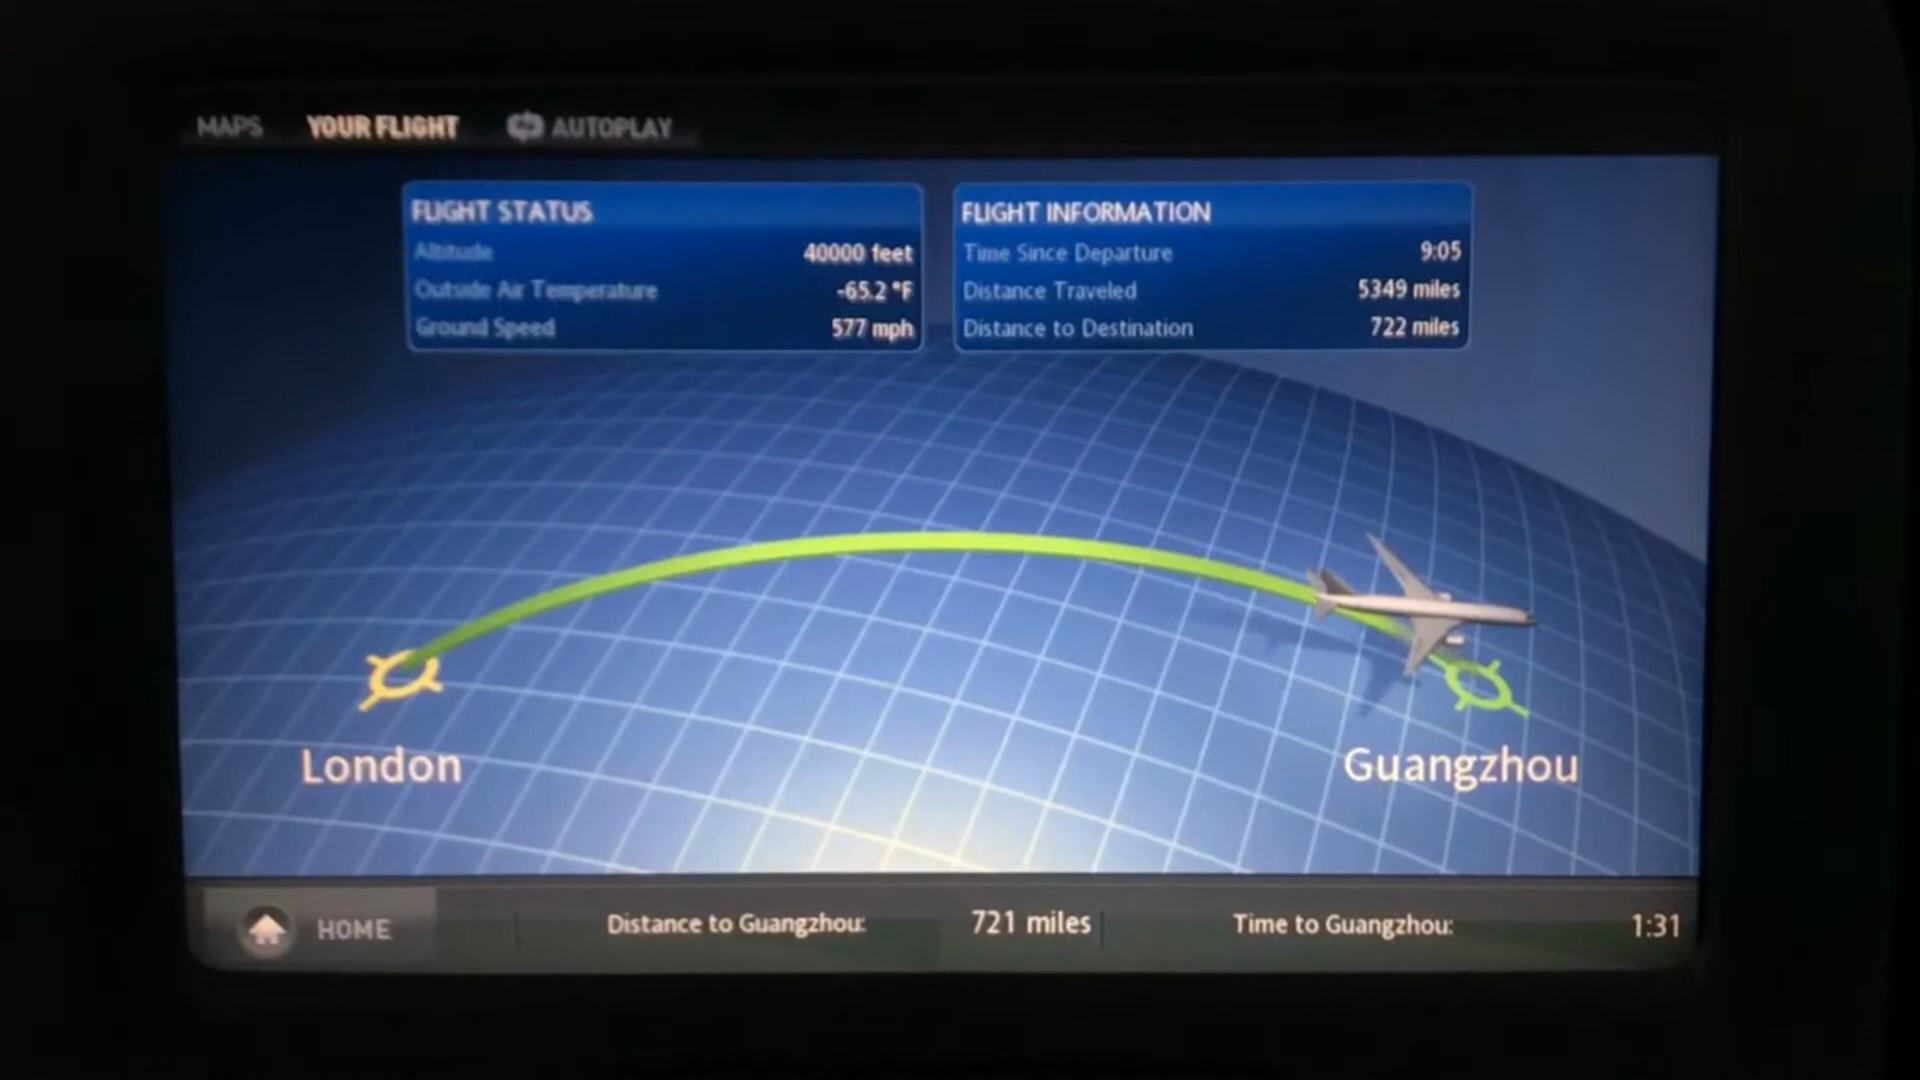 MAPS YOUR FLIGHT AUTOPLAY
FLIGHT STATUS
Altitude 40000 feet
Outside Air Temperature -65.2 °F
Ground Speed 577 mph
FLIGHT INFORMATION
Time Since Departure 9:05
Distance Traveled 5349 miles
Distance to Destination 722 miles
London
Guangzhou
HOME Distance to Guangzhou: 721 miles Time to Guangzhou: 1:31